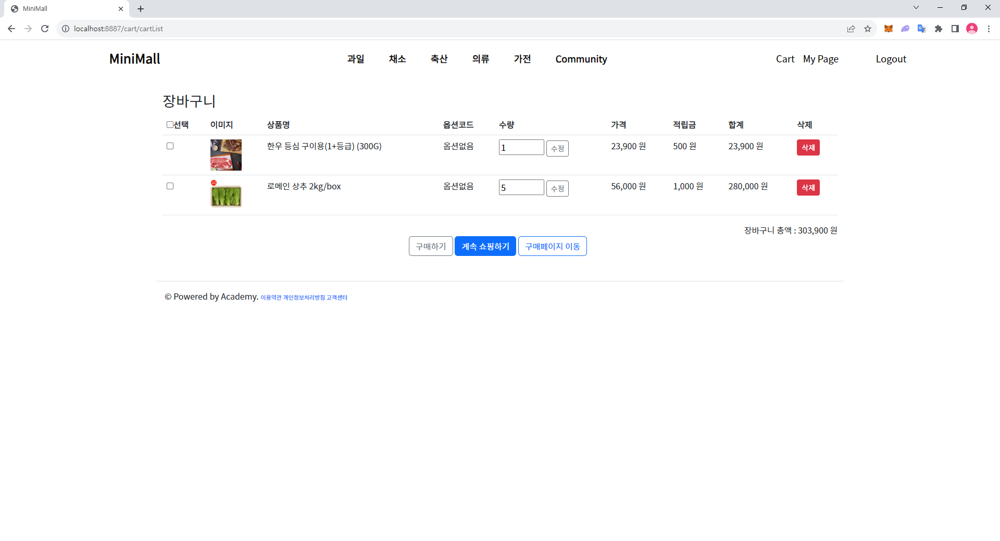 MiniMall
localhost:8887/cart/cartList
MiniMall 과일 채소 축산 의류 가전 Community Cart My Page Logout
장바구니
선택 이미지 상품명 옵션코드 수량 가격 적립금 합계 삭제
한우 등심 구이용(1+등급) (300G) 옵션없음 1 수정 23,900 원 500 원 23,900 원 삭제
로메인 상추 2kg/box 옵션없음 5 수정 56,000 원 1,000 원 280,000 원 삭제
장바구니 총액 : 303,900 원
구매하기 계속 쇼핑하기 구매페이지 이동
© Powered by Academy. 이용약관 개인정보처리방침 고객센터